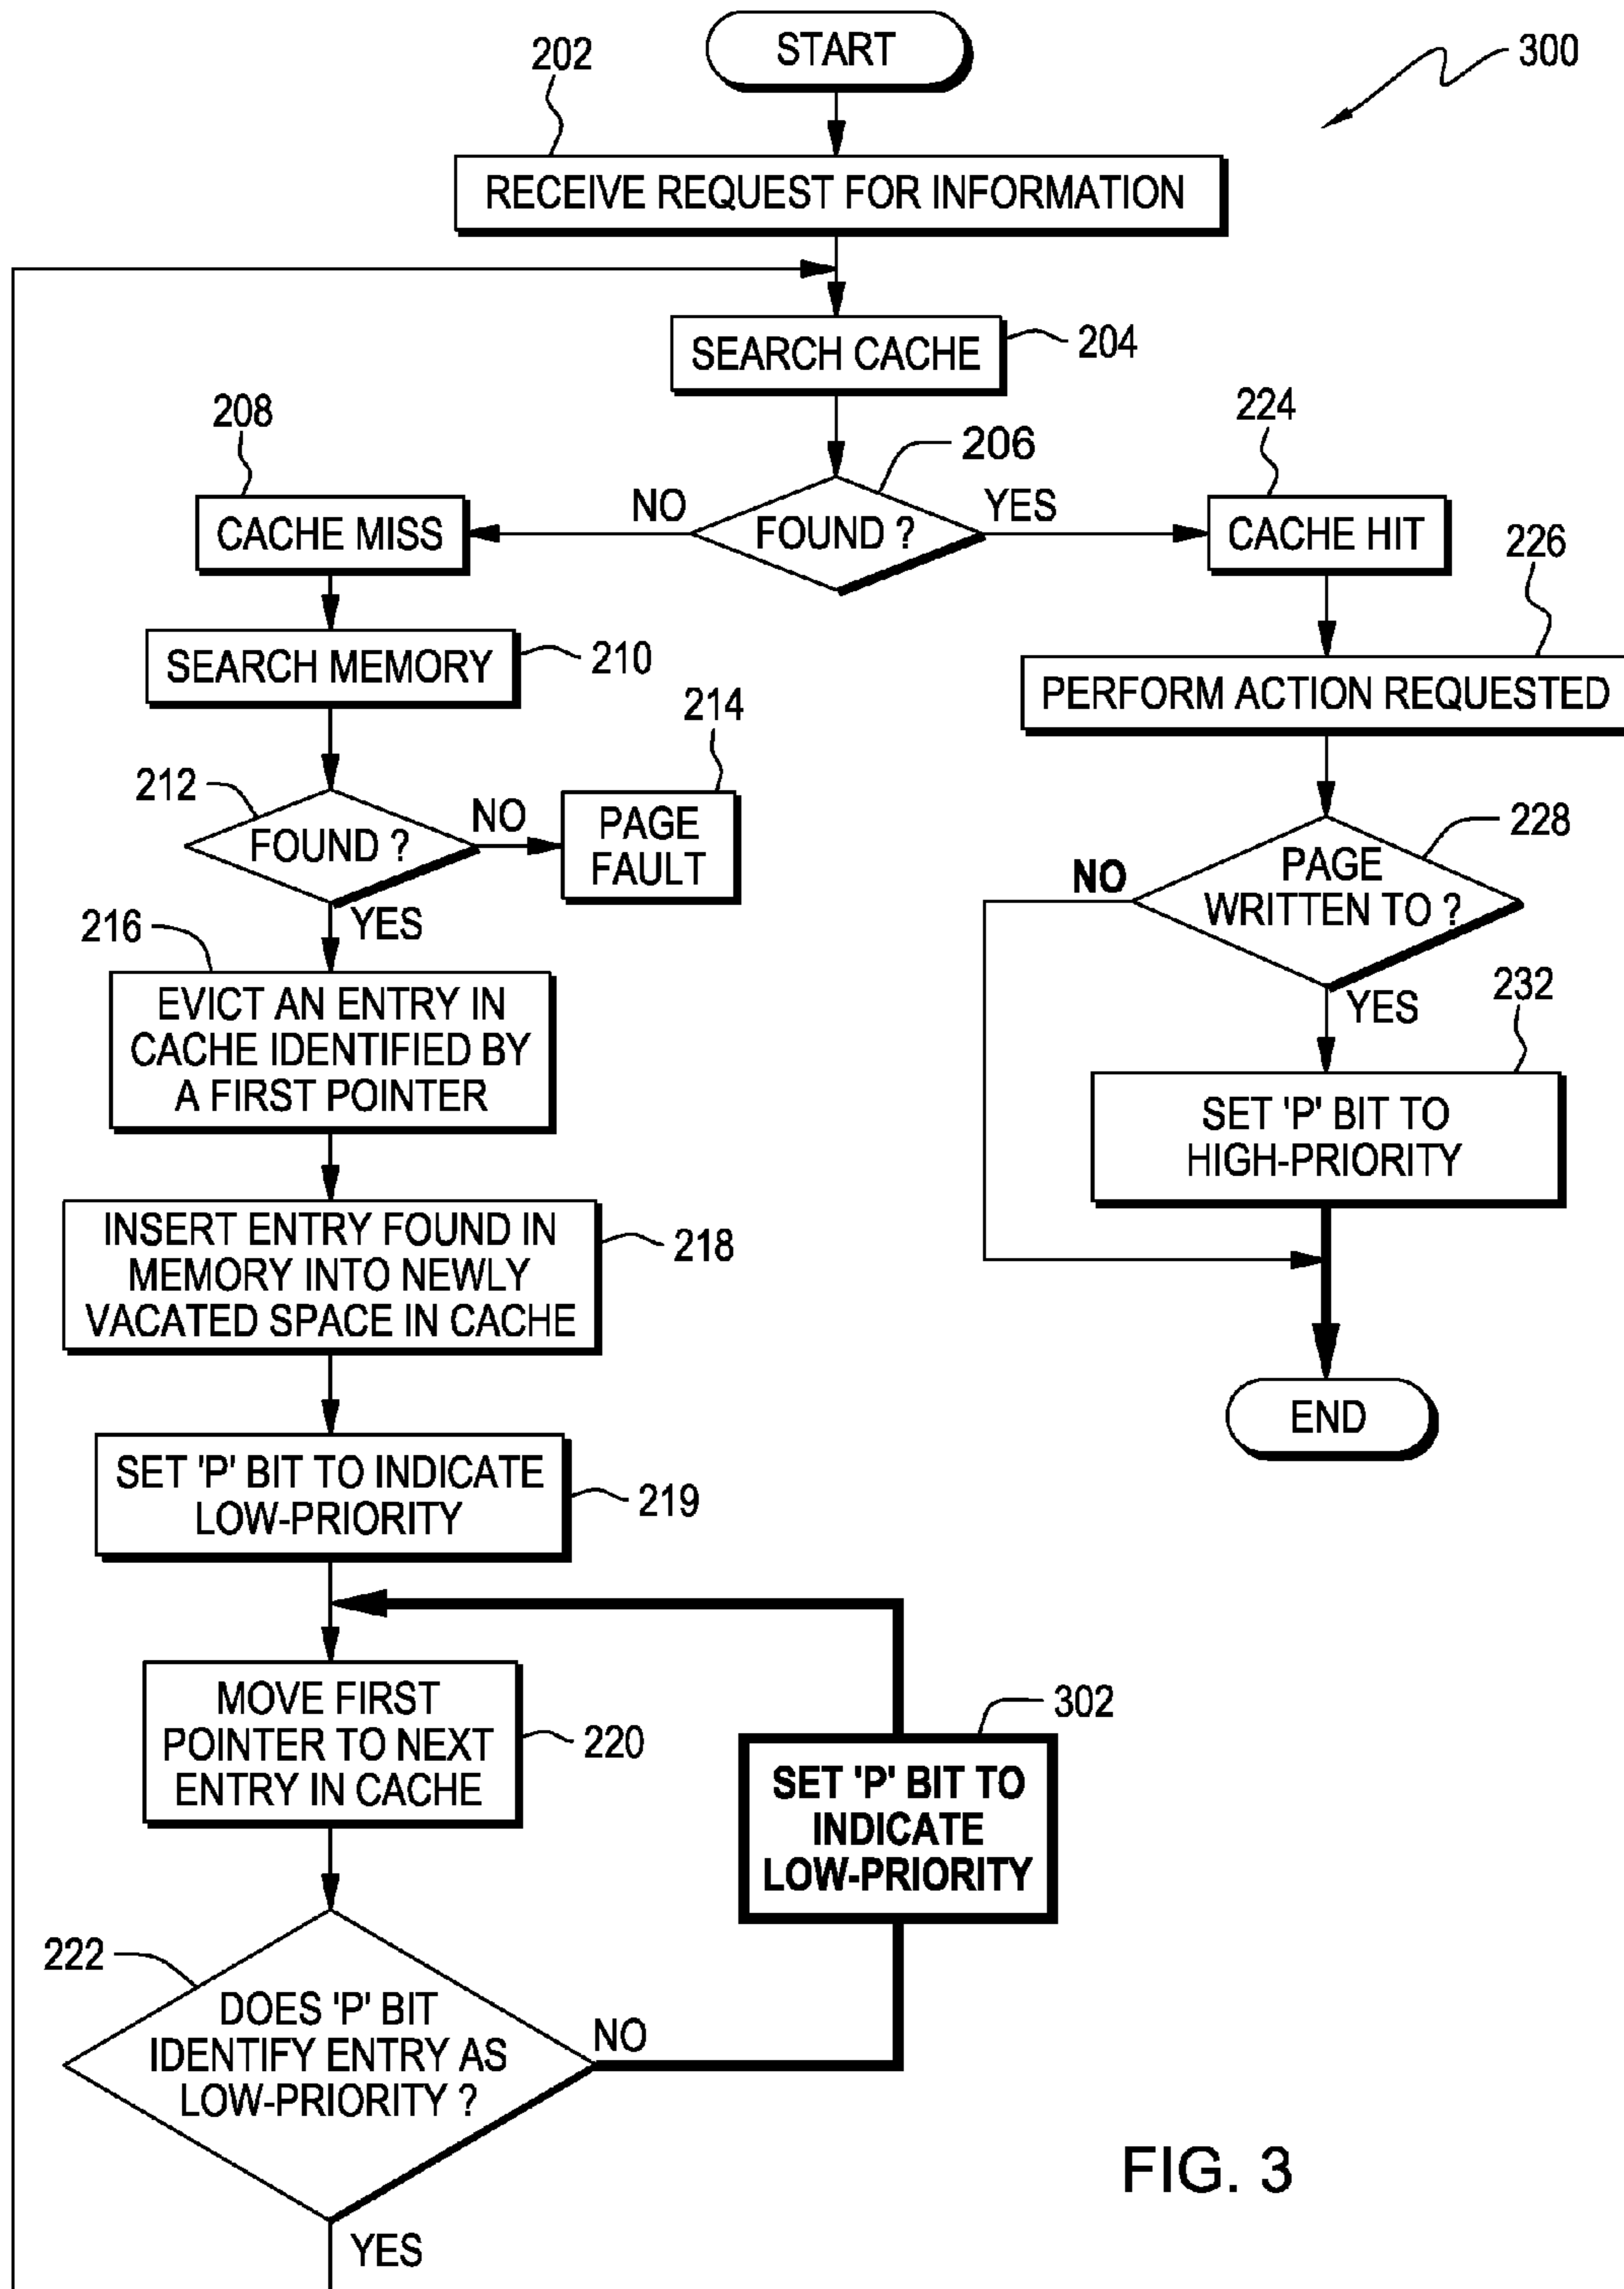 START
300
202
RECEIVE REQUEST FOR INFORMATION
SEARCH CACHE
204
206
FOUND ?
NO
YES
208
CACHE MISS
224
CACHE HIT
SEARCH MEMORY
210
226
PERFORM ACTION REQUESTED
212
FOUND ?
NO
214
PAGE
FAULT
YES
228
PAGE
WRITTEN TO ?
NO
YES
216
EVICT AN ENTRY IN
CACHE IDENTIFIED BY
A FIRST POINTER
232
SET 'P' BIT TO
HIGH-PRIORITY
INSERT ENTRY FOUND IN
MEMORY INTO NEWLY
VACATED SPACE IN CACHE
218
END
SET 'P' BIT TO INDICATE
LOW-PRIORITY
219
MOVE FIRST
POINTER TO NEXT
ENTRY IN CACHE
220
302
SET 'P' BIT TO
INDICATE
LOW-PRIORITY
222
DOES 'P' BIT
IDENTIFY ENTRY AS
LOW-PRIORITY ?
NO
YES
FIG. 3